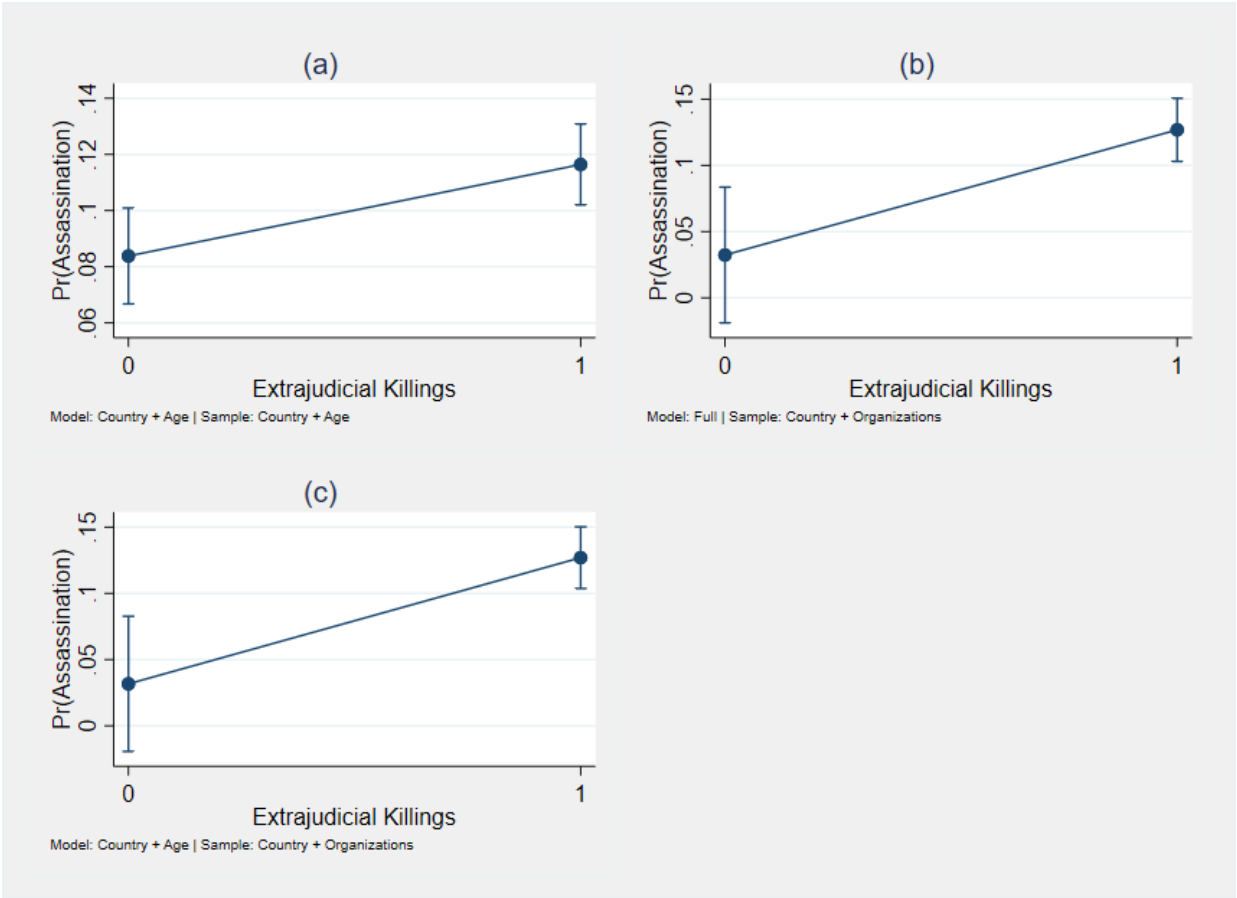 (a)
Pr(Assassination)
.14
.12
.1
.08
.06
0 1
Extrajudicial Killings
Model: Country + Age | Sample: Country + Age
(b)
Pr(Assassination)
.15
.1
.05
0
0 1
Extrajudicial Killings
Model: Full | Sample: Country + Organizations
(c)
Pr(Assassination)
.15
.1
.05
0
0 1
Extrajudicial Killings
Model: Country + Age | Sample: Country + Organizations